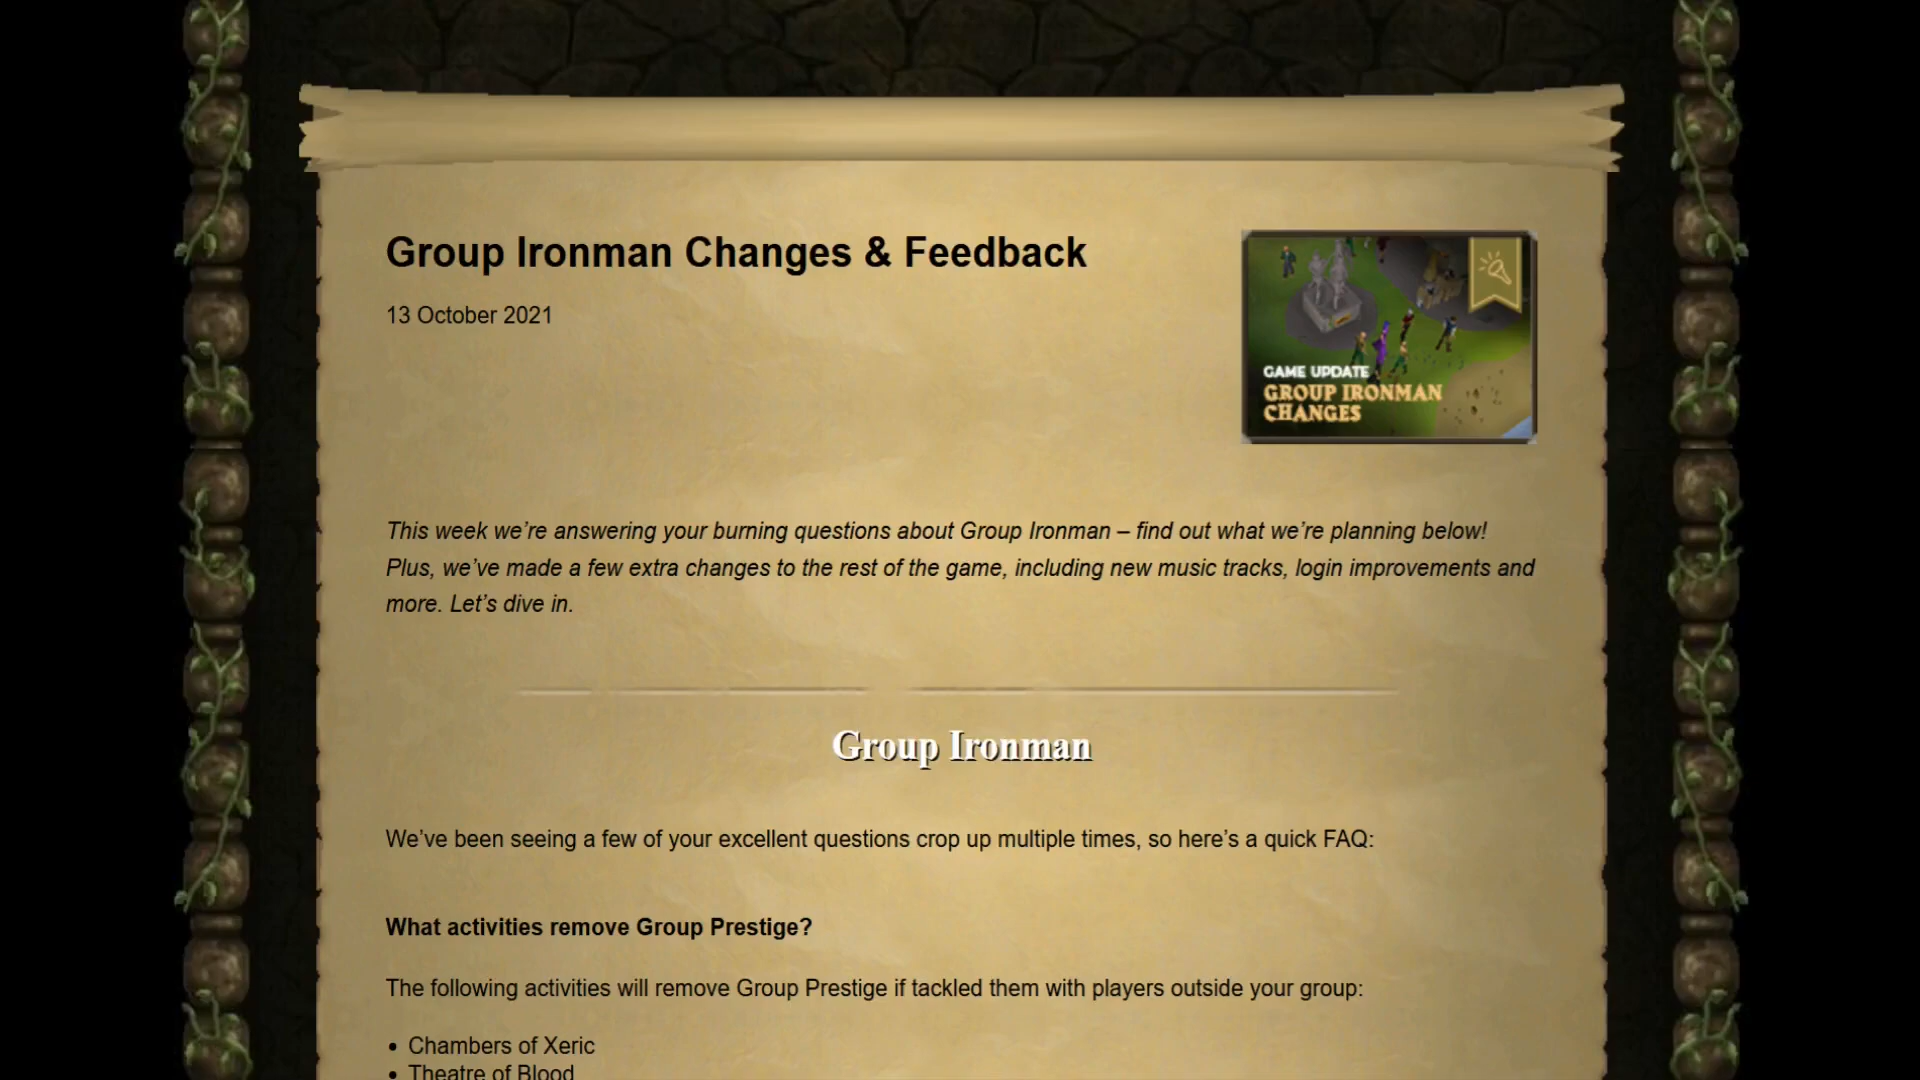 Group Ironman Changes & Feedback
13 October 2021
GAME UPDATE
GROUP IRONMAN
CHANGES
This week we’re answering your burning questions about Group Ironman – find out what we’re planning below!
Plus, we’ve made a few extra changes to the rest of the game, including new music tracks, login improvements and
more. Let’s dive in.
Group Ironman
We’ve been seeing a few of your excellent questions crop up multiple times, so here’s a quick FAQ:
What activities remove Group Prestige?
The following activities will remove Group Prestige if tackled them with players outside your group:
• Chambers of Xeric
• Theatre of Blood